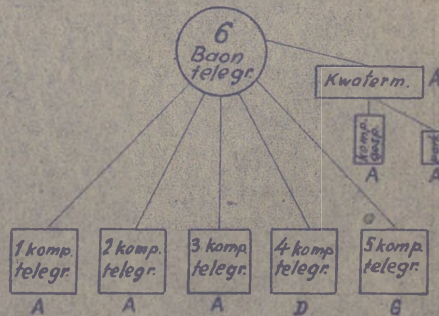 6
Baon
telegr.
Kwaterm.
A
komp.
gosp.
A
A
1 komp.
telegr.
2 komp.
telegr.
3 komp.
telegr.
4 komp
telegr.
5 komp.
telegr.
A
A
A
D
G